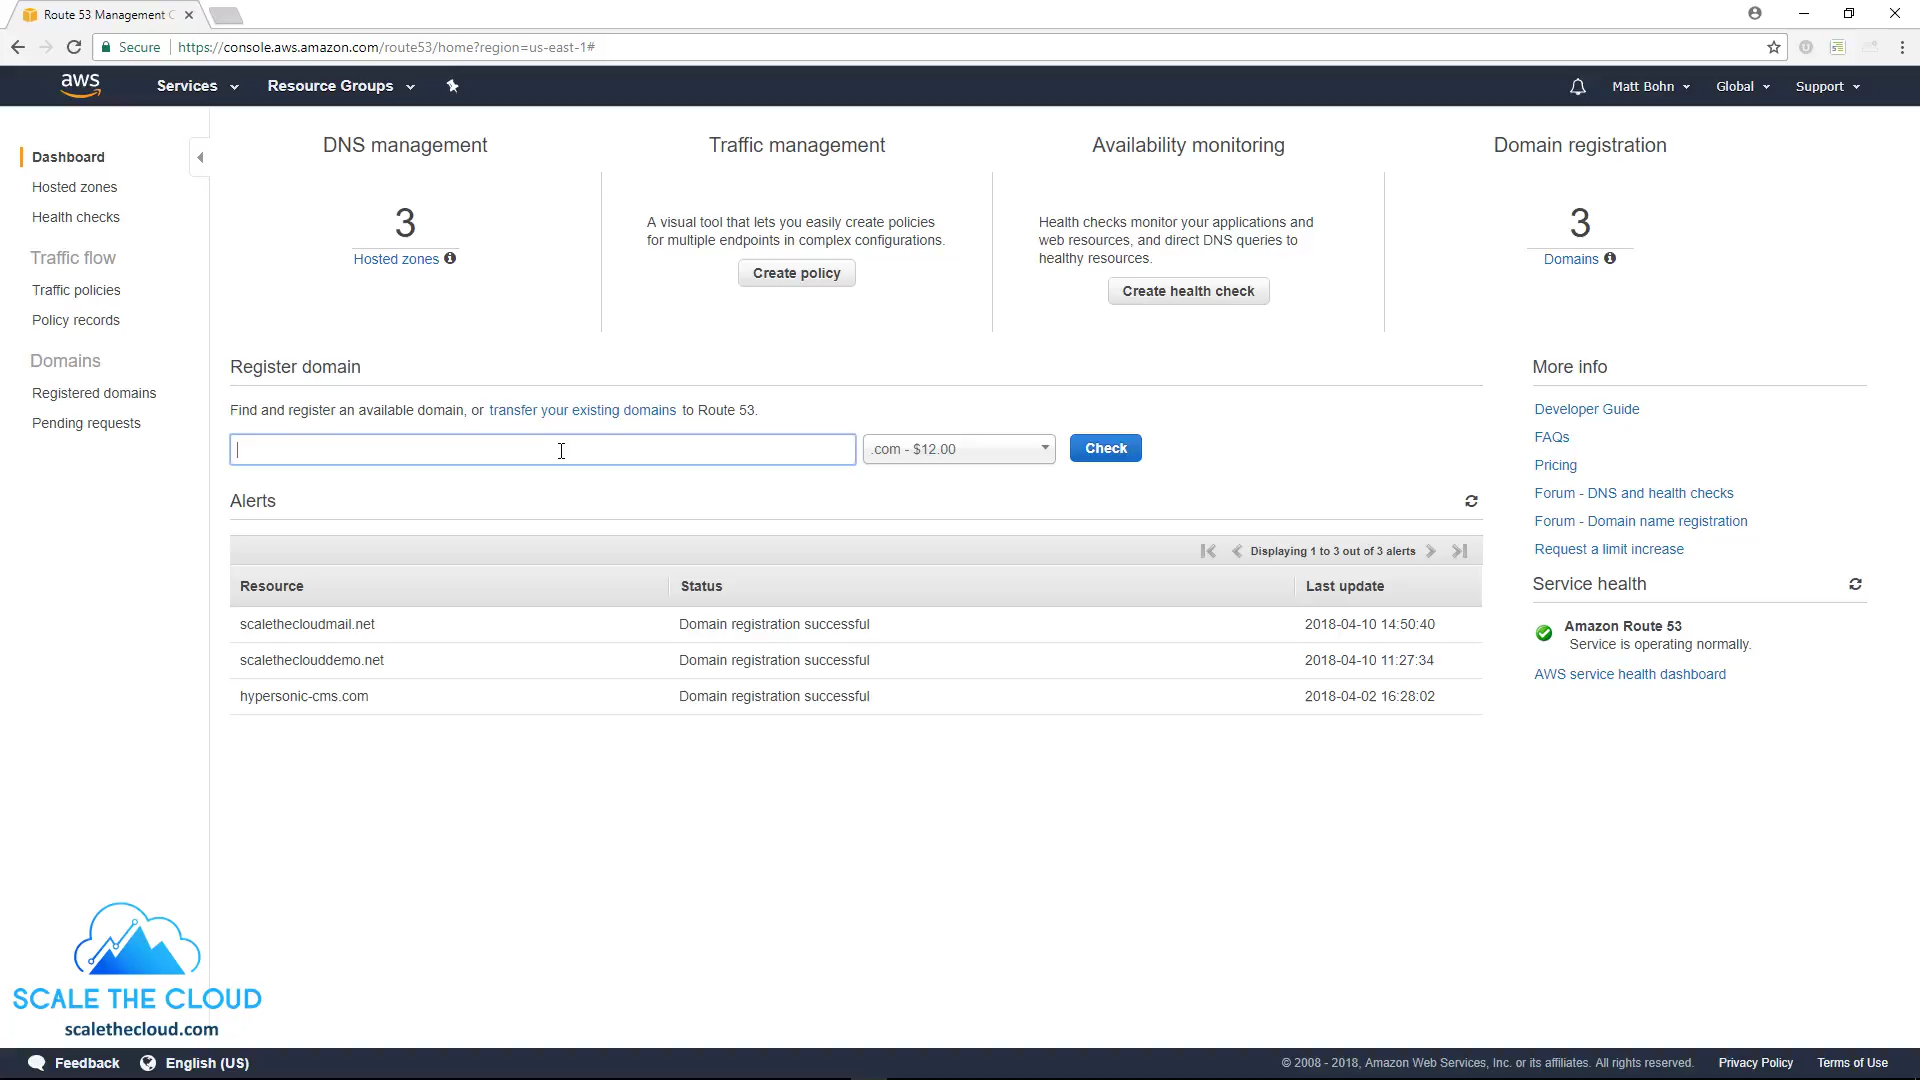 Route 53 Management C
Secure
https://console.aws.amazon.com/route53/home?region=us-east-1#
aws
Services
Resource Groups
Matt Bohn
Global
Support
Dashboard
Hosted zones
Health checks
Traffic flow
Traffic policies
Policy records
Domains
Registered domains
Pending requests
DNS management
3
Hosted zones
Traffic management
A visual tool that lets you easily create policies
for multiple endpoints in complex configurations.
Create policy
Availability monitoring
Health checks monitor your applications and
web resources, and direct DNS queries to
healthy resources.
Create health check
Domain registration
3
Domains
Register domain
Find and register an available domain, or transfer your existing domains to Route 53.
.com - $12.00
Check
Alerts
Displaying 1 to 3 out of 3 alerts
Resource Status Last update
scalethecloudmail.net Domain registration successful 2018-04-10 14:50:40
scaletheclouddemo.net Domain registration successful 2018-04-10 11:27:34
hypersonic-cms.com Domain registration successful 2018-04-02 16:28:02
More info
Developer Guide
FAQs
Pricing
Forum - DNS and health checks
Forum - Domain name registration
Request a limit increase
Service health
Amazon Route 53
Service is operating normally.
AWS service health dashboard
SCALE THE CLOUD
scalethecloud.com
Feedback
English (US)
© 2008 - 2018, Amazon Web Services, Inc. or its affiliates. All rights reserved.
Privacy Policy
Terms of Use